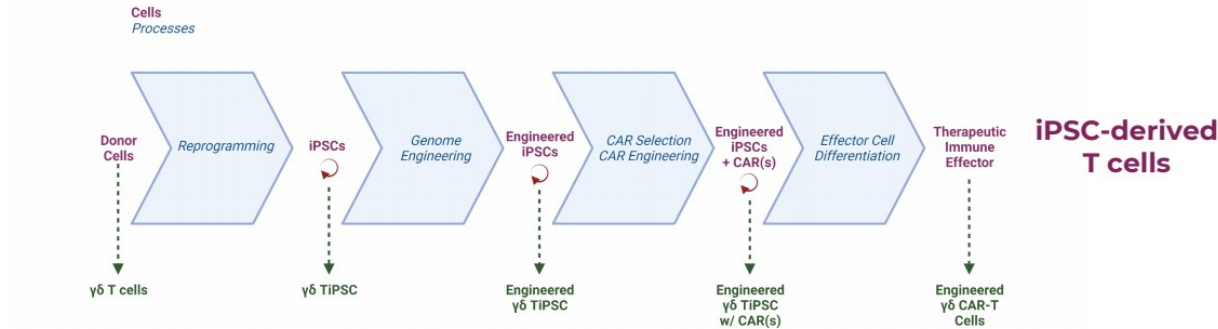 Cells
Processes
Donor
Cells
Reprogramming
iPSCs
Genome
Engineering
Engineered
iPSCs
CAR Selection
CAR Engineering
Engineered
iPSCs
+ CAR(s)
Effector Cell
Differentiation
Therapeutic
Immune
Effector
iPSC-derived
T cells
γδ T cells
γδ TiPSC
Engineered
γδ TiPSC
Engineered
γδ TiPSC
w/ CAR(s)
Engineered
γδ CAR-T
Cells